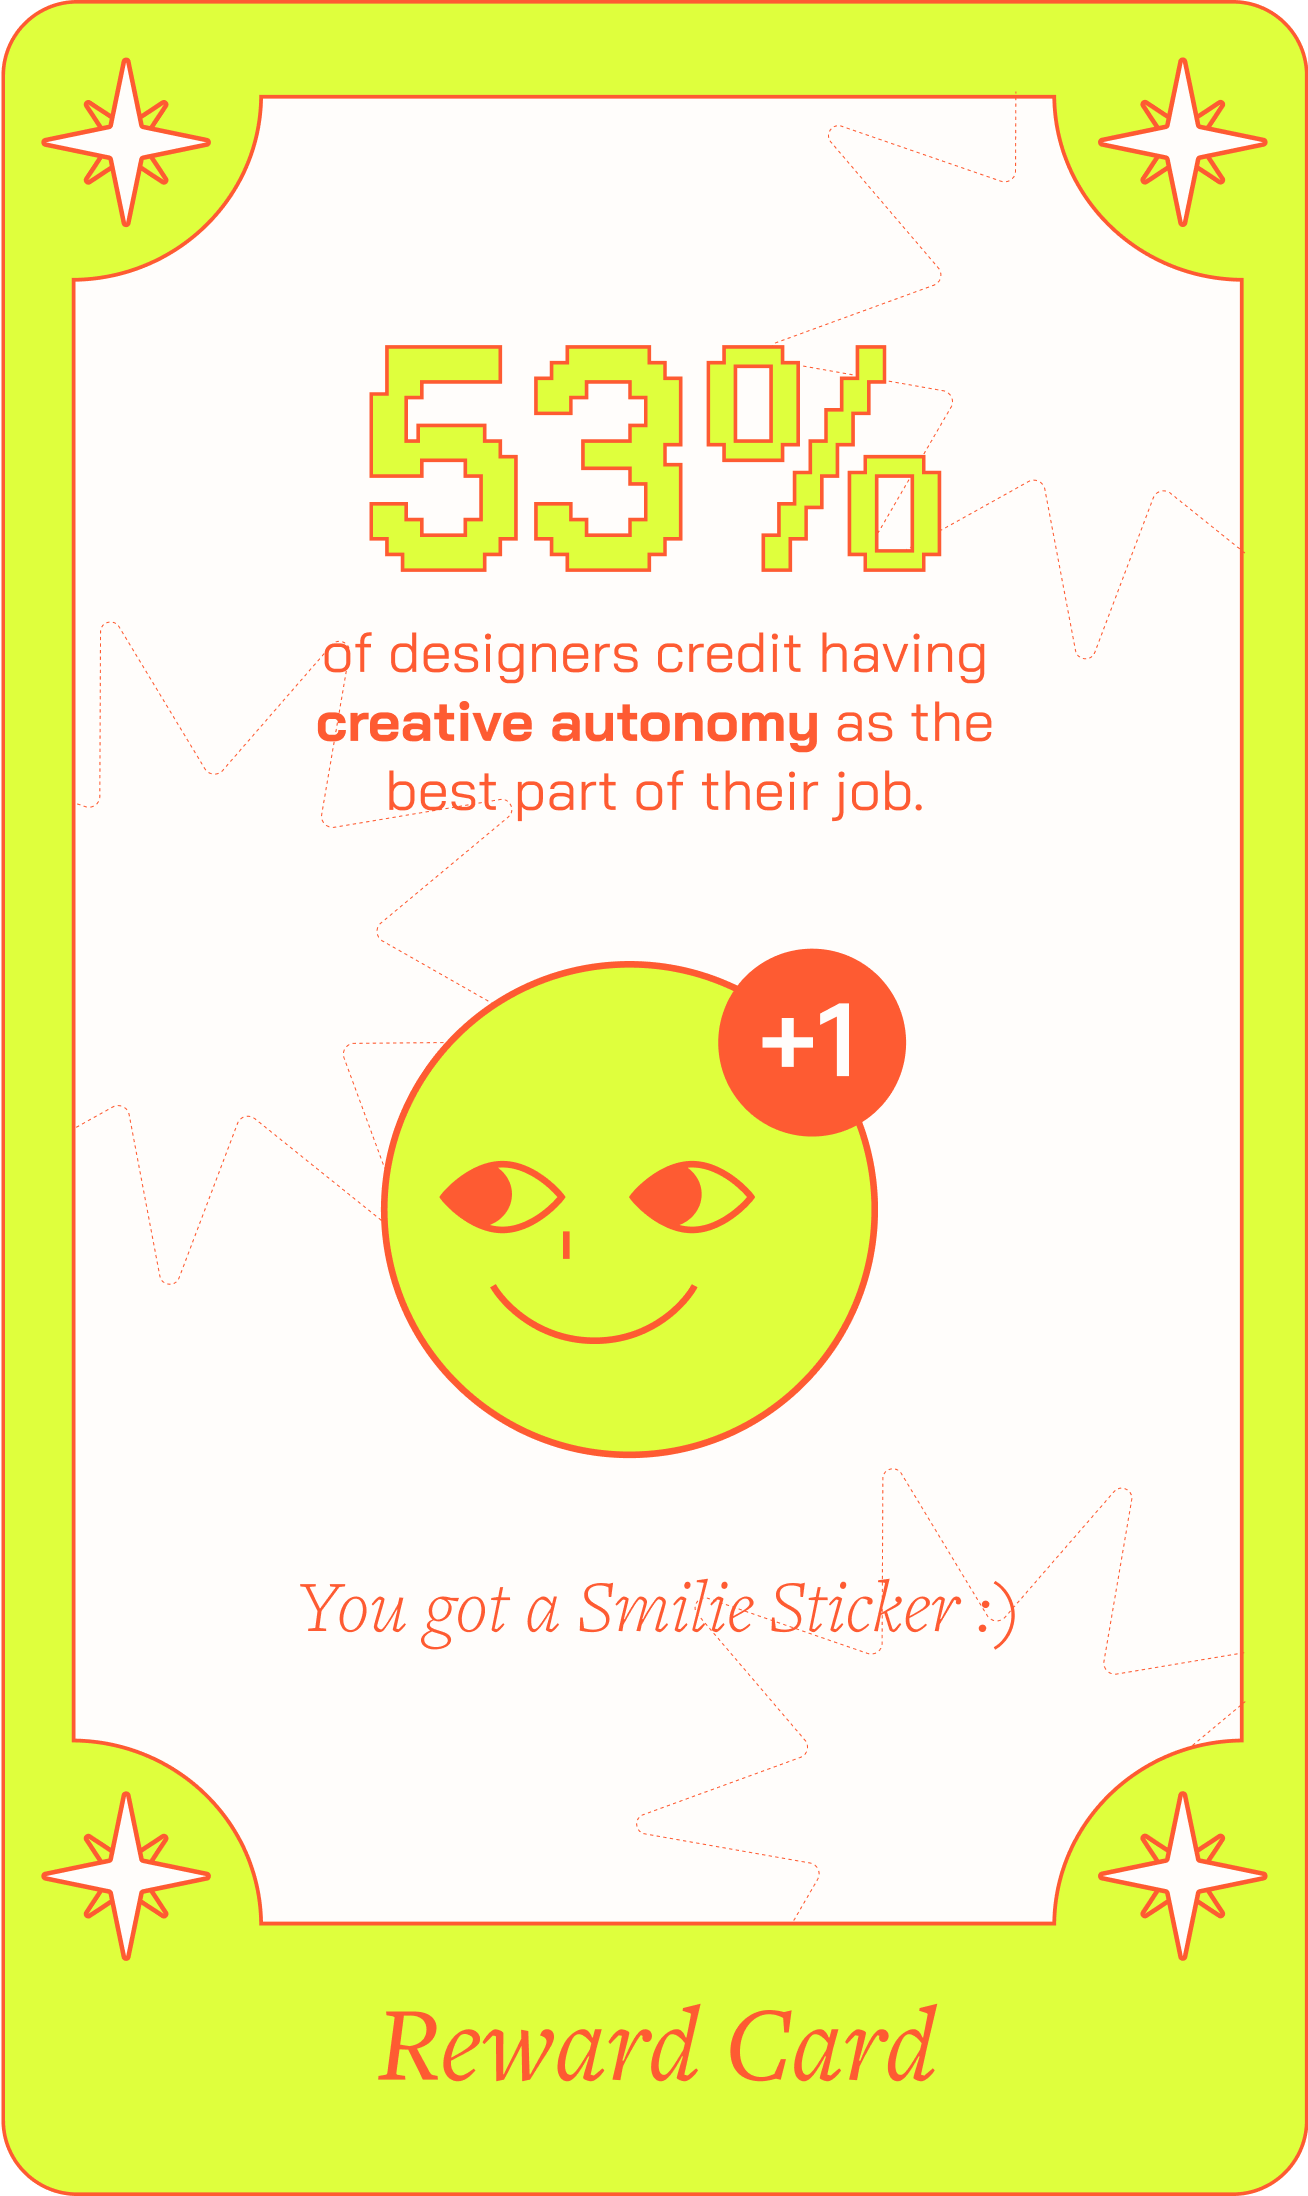 53%
of designers credit having
creative autonomy as the
best part of their job.
+1
You got a Smilie Sticker :)
Reward Card